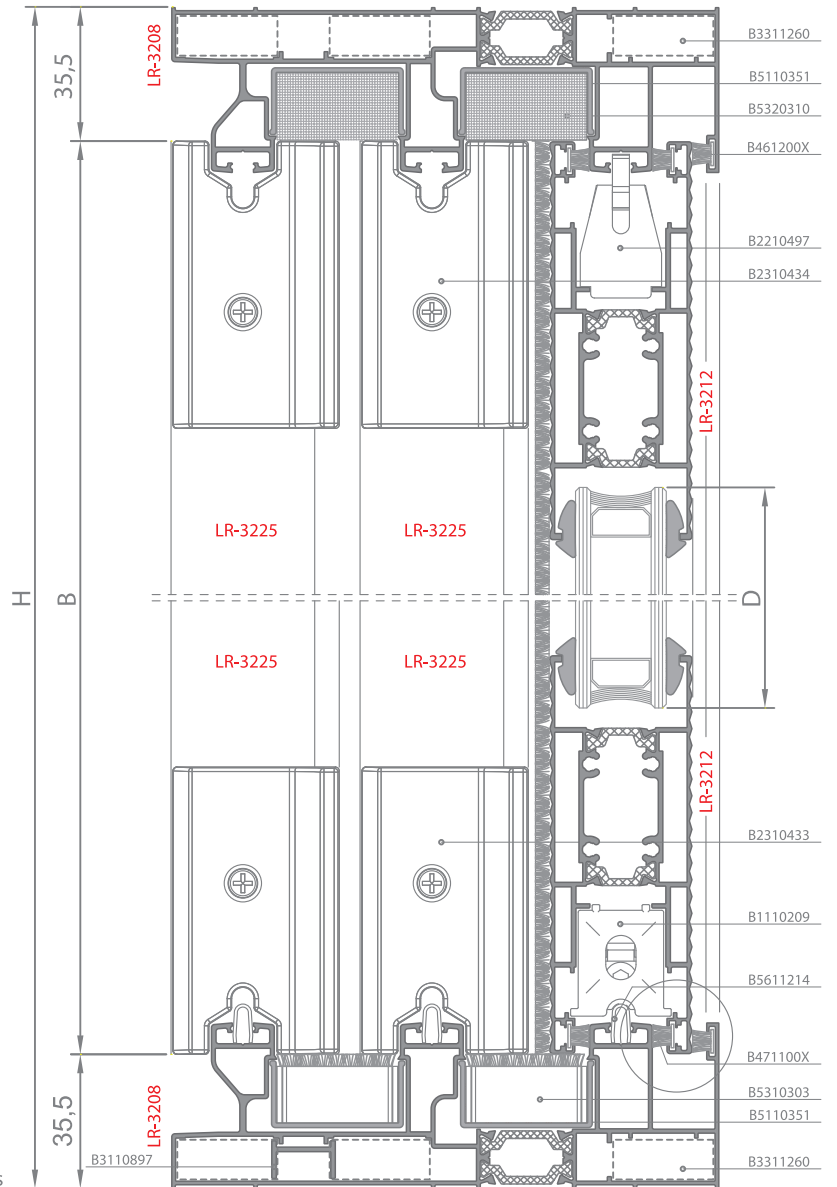 35,5
LR-3208
B3311260
B5110351
B5320310
B461200X
B2210497
B2310434
LR-3212
LR-3225
LR-3225
H
B
D
LR-3225
LR-3225
LR-3212
B2310433
B1110209
B5611214
B471100X
B5310303
B5110351
35,5
LR-3208
B3110897
B3311260